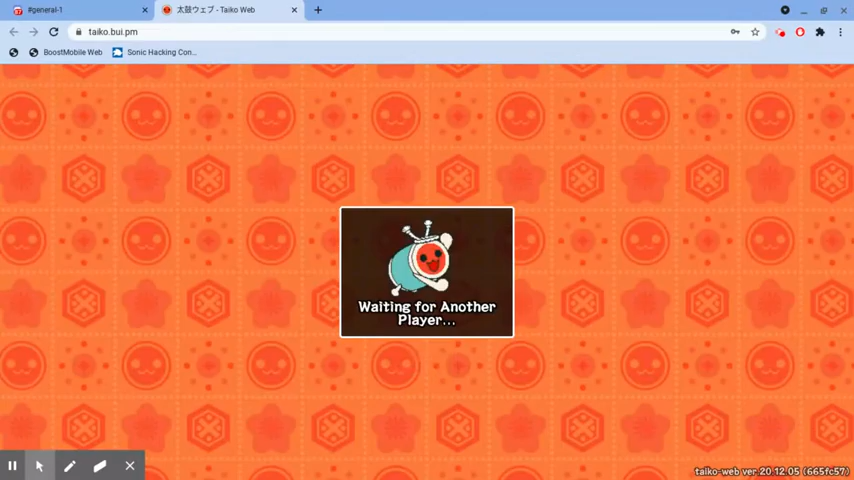 #general-1
太鼓ウェブ - Taiko Web
taiko.bui.pm
BoostMobile Web
Sonic Hacking Con...
Waiting for Another
Player...
taiko-web ver.20.12.05 (665fc57)